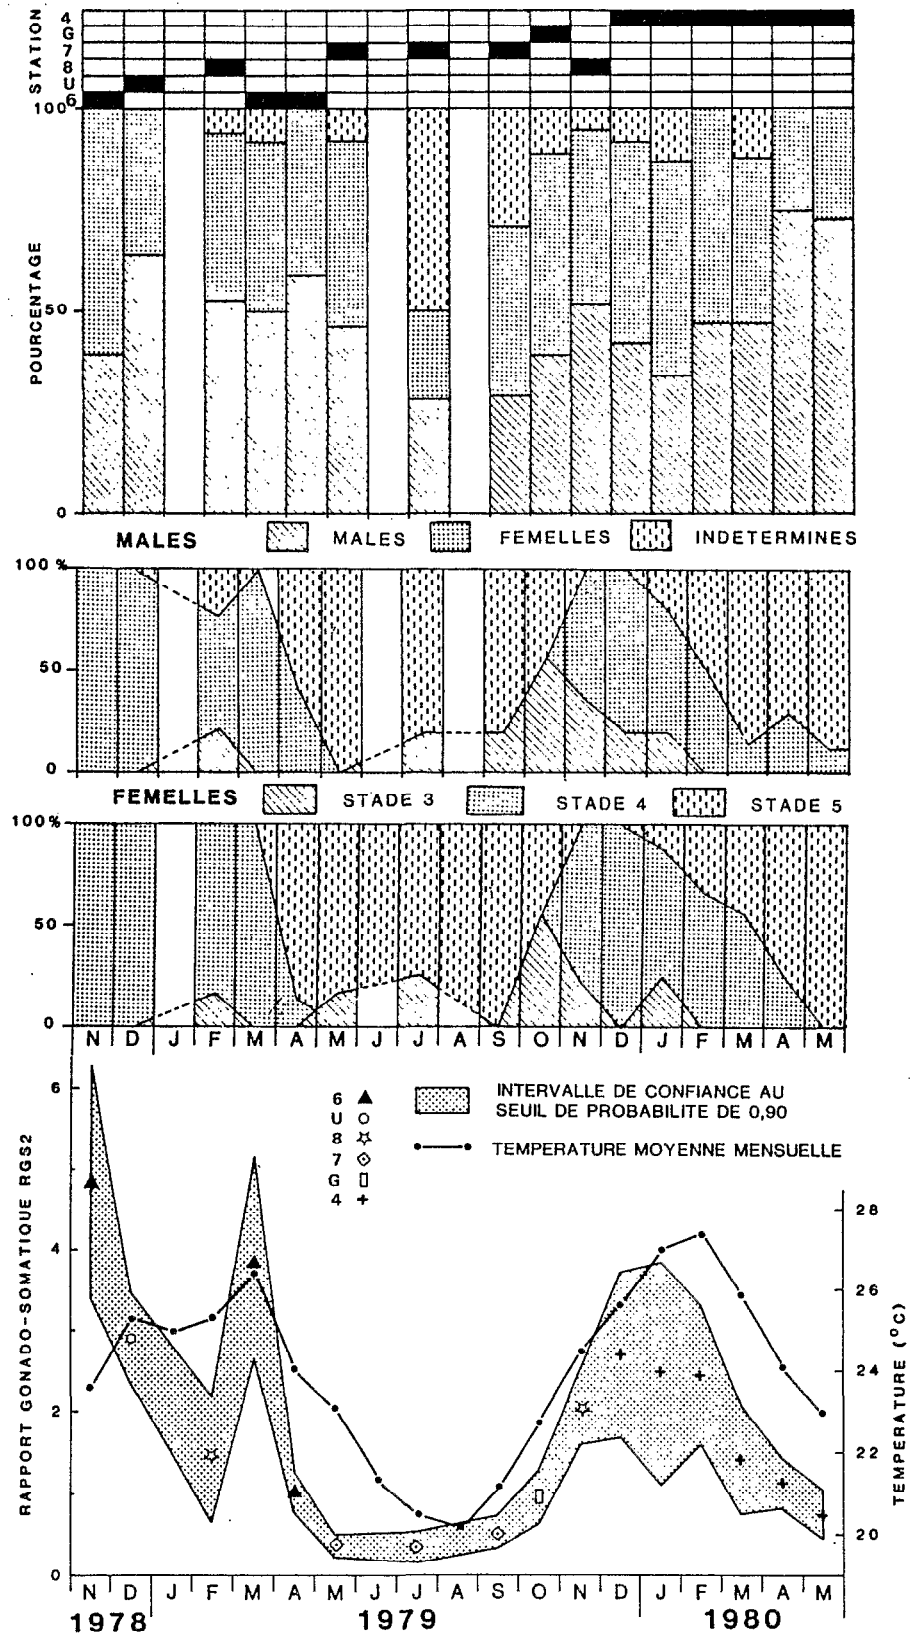 STATION
4
G
7
8
U
6
100
POURCENTAGE
50
0
MALES
MALES
FEMELLES
INDETERMINES
100 %
50
0
FEMELLES
STADE 3
STADE 4
STADE 5
100%
50
0
N D J F M A M J J A S O N D J F M A M
6
4
2
0
RAPPORT GONADO-SOMATIQUE RGS2
6
U
8
7
G
4
INTERVALLE DE CONFIANCE AU
SEUIL DE PROBABILITE DE 0,90
TEMPERATURE MOYENNE MENSUELLE
28
26
24
22
20
TEMPERATURE (°C)
N D J F M A M J J A S O N D J F M A M
1978 1979 1980